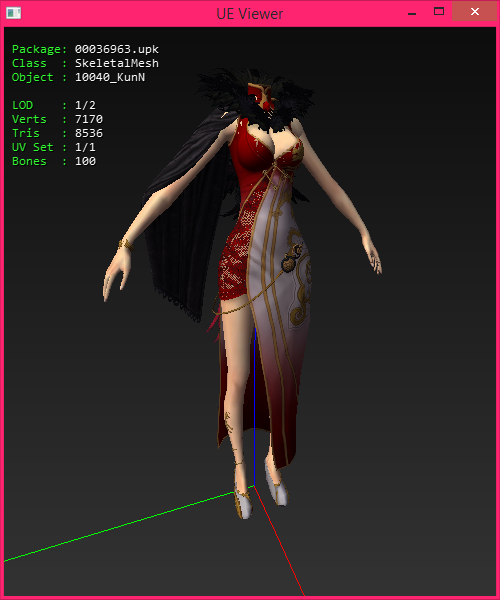 UE Viewer
Package: 00036963.upk
Class : SkeletalMesh
Object : 10040_KunN
LOD : 1/2
Verts : 7170
Tris : 8536
UV Set : 1/1
Bones : 100